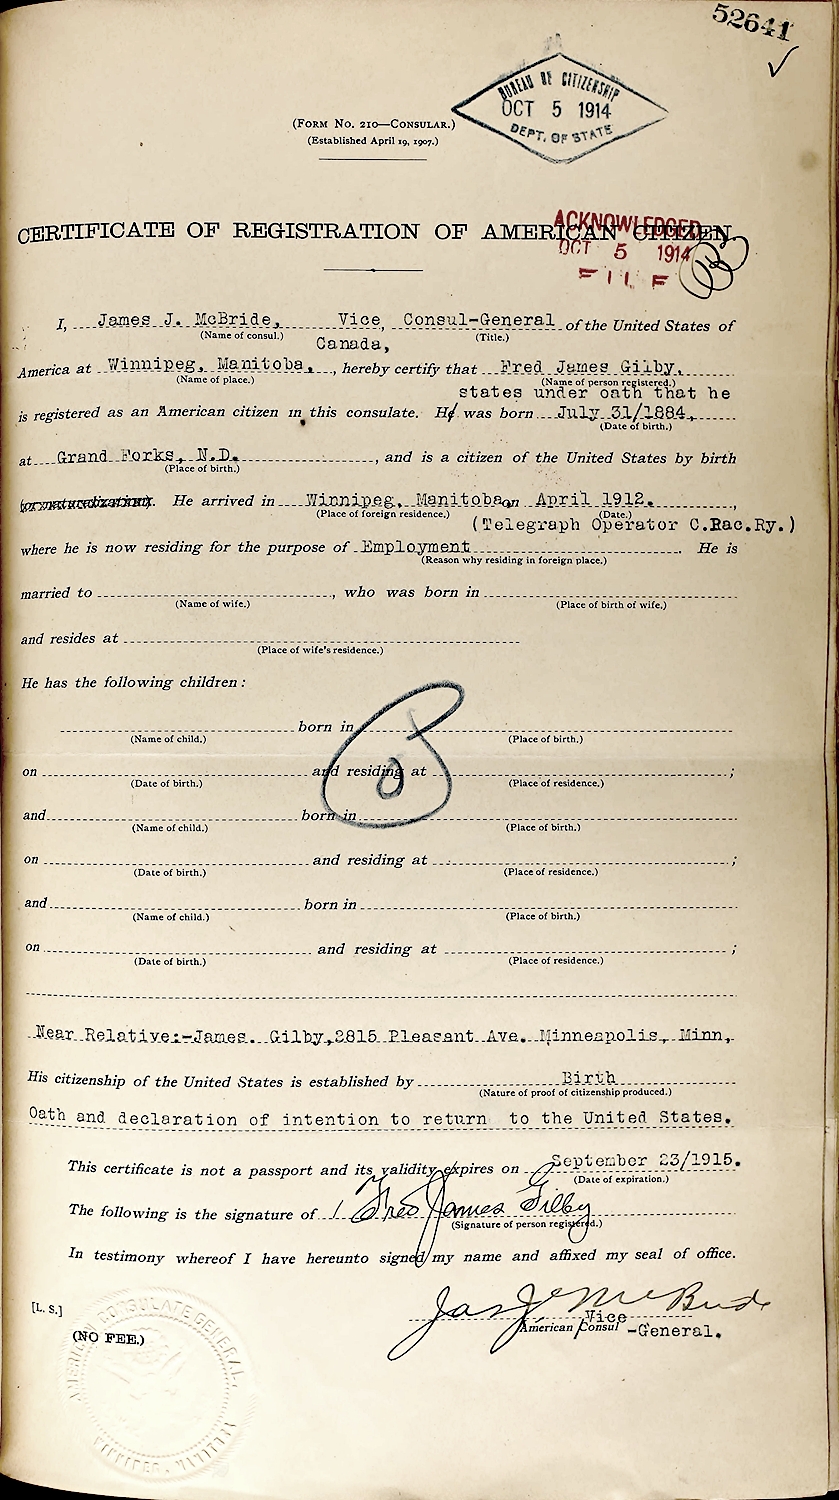 52641
BUREAU OF CITIZENSHIP
OCT 5 1914
DEPT. OF STATE
(FORM NO. 210—CONSULAR.)
(Established April 19, 1907.)
CERTIFICATE OF REGISTRATION OF AMERICAN CITIZEN
ACKNOWLEDGED
OCT 5 1914
FILE
I, James J. McBride, Vice Consul-General of the United States of
(Name of consul.) (Title.)
Canada,
America at Winnipeg, Manitoba., hereby certify that Fred James Gilby,
(Name of place.) (Name of person registered.)
states under oath that he
is registered as an American citizen in this consulate. He was born July 31/1884,
(Date of birth.)
at Grand Forks, N.D., and is a citizen of the United States by birth
(Place of birth.)
(or naturalization). He arrived in Winnipeg, Manitoba, on April 1912.,
(Place of foreign residence.) (Date.)
(Telegraph Operator C.Pac.Ry.)
where he is now residing for the purpose of Employment. He is
(Reason why residing in foreign place.)
married to , who was born in
(Name of wife.) (Place of birth of wife.)
and resides at
(Place of wife's residence.)
He has the following children:
born in
(Name of child.) (Place of birth.)
on and residing at ;
(Date of birth.) (Place of residence.)
and born in
(Name of child.) (Place of birth.)
on and residing at ;
(Date of birth.) (Place of residence.)
and born in
(Name of child.) (Place of birth.)
on and residing at ;
(Date of birth.) (Place of residence.)
Near Relative:-James. Gilby,2815 Pleasant Ave. Minneapolis, Minn,
His citizenship of the United States is established by Birth
(Nature of proof of citizenship produced.)
Oath and declaration of intention to return to the United States.
This certificate is not a passport and its validity expires on September 23/1915.
(Date of expiration.)
The following is the signature of Fred James Gilby
(Signature of person registered.)
In testimony whereof I have hereunto signed my name and affixed my seal of office.
[L. S.]
Jas J McBride
Vice
American Consul -General.
(NO FEE.)
AMERICAN CONSULATE GENERAL
WINNIPEG, MANITOBA